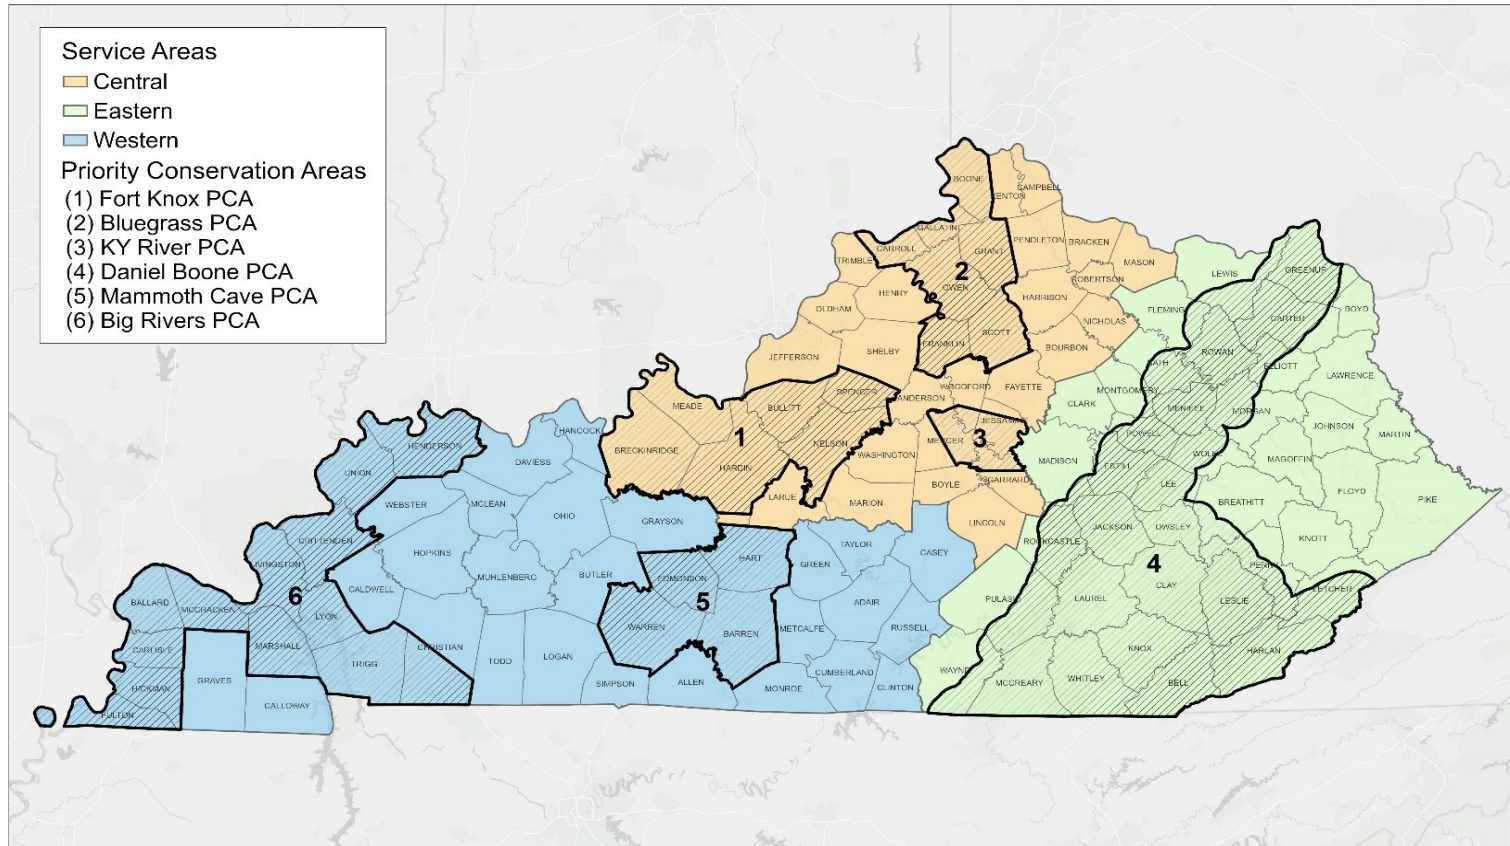 Service Areas
Central
Eastern
Western
Priority Conservation Areas
(1) Fort Knox PCA
(2) Bluegrass PCA
(3) KY River PCA
(4) Daniel Boone PCA
(5) Mammoth Cave PCA
(6) Big Rivers PCA
BOONE
KENTON
CAMPBELL
GALLATIN
CARROLL
GRANT
PENDLETON
BRACKEN
TRIMBLE
MASON
2
OWEN
ROBERTSON
LEWIS
GREENUP
HENRY
HARRISON
OLDHAM
NICHOLAS
FLEMING
CARTER
BOYD
FRANKLIN
SCOTT
JEFFERSON
SHELBY
BOURBON
ROWAN
BATH
ELLIOTT
LAWRENCE
SPENCER
WOODFORD
FAYETTE
ANDERSON
MONTGOMERY
CLARK
MEADE
BULLITT
MENIFEE
MORGAN
JESSAMINE
JOHNSON
MARTIN
1
NELSON
MERCER
3
POWELL
HANCOCK
BRECKINRIDGE
WASHINGTON
MADISON
ESTILL
WOLFE
MAGOFFIN
HENDERSON
HARDIN
DAVIESS
UNION
BOYLE
GARRARD
LEE
LARUE
MARION
BREATHITT
FLOYD
PIKE
WEBSTER
MCLEAN
OHIO
GRAYSON
LINCOLN
JACKSON
OWSLEY
KNOTT
CRITTENDEN
HOPKINS
TAYLOR
CASEY
ROCKCASTLE
HART
LIVINGSTON
GREEN
4
PERRY
MUHLENBERG
BUTLER
EDMONSON
CLAY
CALDWELL
6
5
ADAIR
PULASKI
LAUREL
LESLIE
LETCHER
BALLARD
MCCRACKEN
LYON
WARREN
BARREN
METCALFE
RUSSELL
MARSHALL
CHRISTIAN
CARLISLE
KNOX
HARLAN
TRIGG
TODD
LOGAN
WAYNE
GRAVES
SIMPSON
ALLEN
MONROE
CUMBERLAND
CLINTON
MCCREARY
WHITLEY
BELL
HICKMAN
CALLOWAY
FULTON